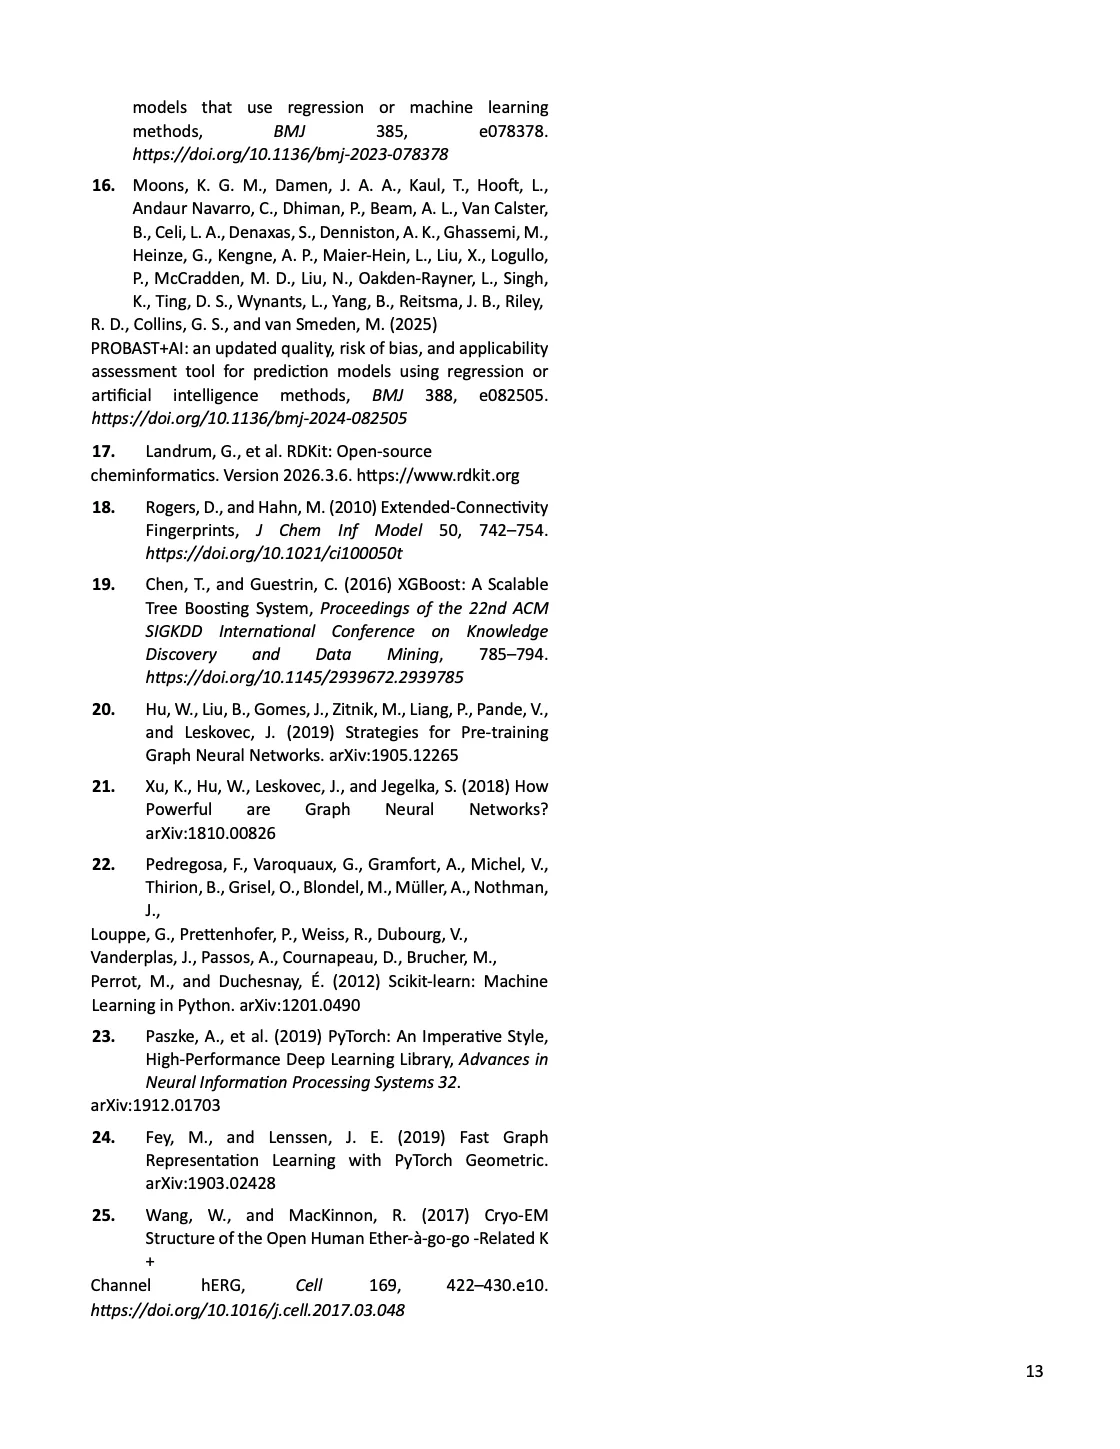 models that use regression or machine learning
methods, BMJ 385, e078378.
https://doi.org/10.1136/bmj-2023-078378
16. Moons, K. G. M., Damen, J. A. A., Kaul, T., Hooft, L.,
Andaur Navarro, C., Dhiman, P., Beam, A. L., Van Calster,
B., Celi, L. A., Denaxas, S., Denniston, A. K., Ghassemi, M.,
Heinze, G., Kengne, A. P., Maier-Hein, L., Liu, X., Logullo,
P., McCradden, M. D., Liu, N., Oakden-Rayner, L., Singh,
K., Ting, D. S., Wynants, L., Yang, B., Reitsma, J. B., Riley,
R. D., Collins, G. S., and van Smeden, M. (2025)
PROBAST+AI: an updated quality, risk of bias, and applicability
assessment tool for prediction models using regression or
artificial intelligence methods, BMJ 388, e082505.
https://doi.org/10.1136/bmj-2024-082505
17. Landrum, G., et al. RDKit: Open-source
cheminformatics. Version 2026.3.6. https://www.rdkit.org
18. Rogers, D., and Hahn, M. (2010) Extended-Connectivity
Fingerprints, J Chem Inf Model 50, 742–754.
https://doi.org/10.1021/ci100050t
19. Chen, T., and Guestrin, C. (2016) XGBoost: A Scalable
Tree Boosting System, Proceedings of the 22nd ACM
SIGKDD International Conference on Knowledge
Discovery and Data Mining, 785–794.
https://doi.org/10.1145/2939672.2939785
20. Hu, W., Liu, B., Gomes, J., Zitnik, M., Liang, P., Pande, V.,
and Leskovec, J. (2019) Strategies for Pre-training
Graph Neural Networks. arXiv:1905.12265
21. Xu, K., Hu, W., Leskovec, J., and Jegelka, S. (2018) How
Powerful are Graph Neural Networks?
arXiv:1810.00826
22. Pedregosa, F., Varoquaux, G., Gramfort, A., Michel, V.,
Thirion, B., Grisel, O., Blondel, M., Müller, A., Nothman,
J.,
Louppe, G., Prettenhofer, P., Weiss, R., Dubourg, V.,
Vanderplas, J., Passos, A., Cournapeau, D., Brucher, M.,
Perrot, M., and Duchesnay, É. (2012) Scikit-learn: Machine
Learning in Python. arXiv:1201.0490
23. Paszke, A., et al. (2019) PyTorch: An Imperative Style,
High-Performance Deep Learning Library, Advances in
Neural Information Processing Systems 32.
arXiv:1912.01703
24. Fey, M., and Lenssen, J. E. (2019) Fast Graph
Representation Learning with PyTorch Geometric.
arXiv:1903.02428
25. Wang, W., and MacKinnon, R. (2017) Cryo-EM
Structure of the Open Human Ether-à-go-go -Related K
+
Channel hERG, Cell 169, 422–430.e10.
https://doi.org/10.1016/j.cell.2017.03.048
13